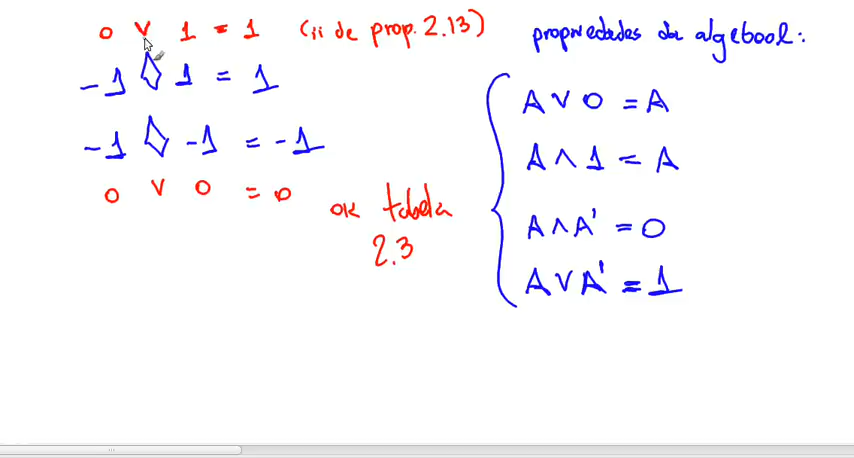 0 ∨ 1 = 1 (ii de prop. 2.13)
-1 ◊ 1 = 1
-1 ◊ -1 = -1
0 ∨ 0 = 0
ok tabela
2.3
propriedades da algebool:
A ∨ 0 = A
A ∧ 1 = A
A ∧ A' = 0
A ∨ A' = 1